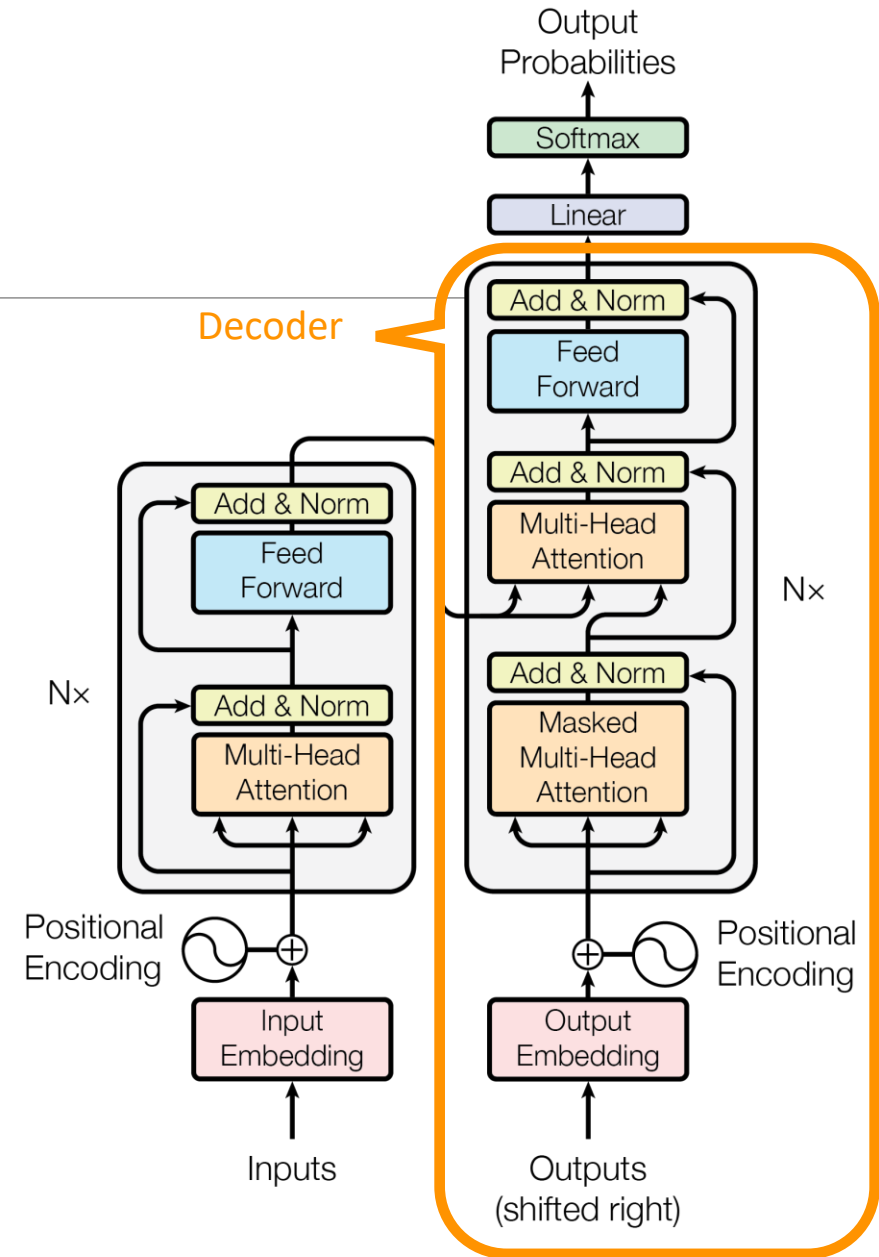 Output
Probabilities
Softmax
Linear
Decoder
Add & Norm
Feed
Forward
Add & Norm
Multi-Head
Attention
Add & Norm
Masked
Multi-Head
Attention
N×
Add & Norm
Feed
Forward
Add & Norm
Multi-Head
Attention
N×
Positional
Encoding
Positional
Encoding
Input
Embedding
Output
Embedding
Inputs
Outputs
(shifted right)